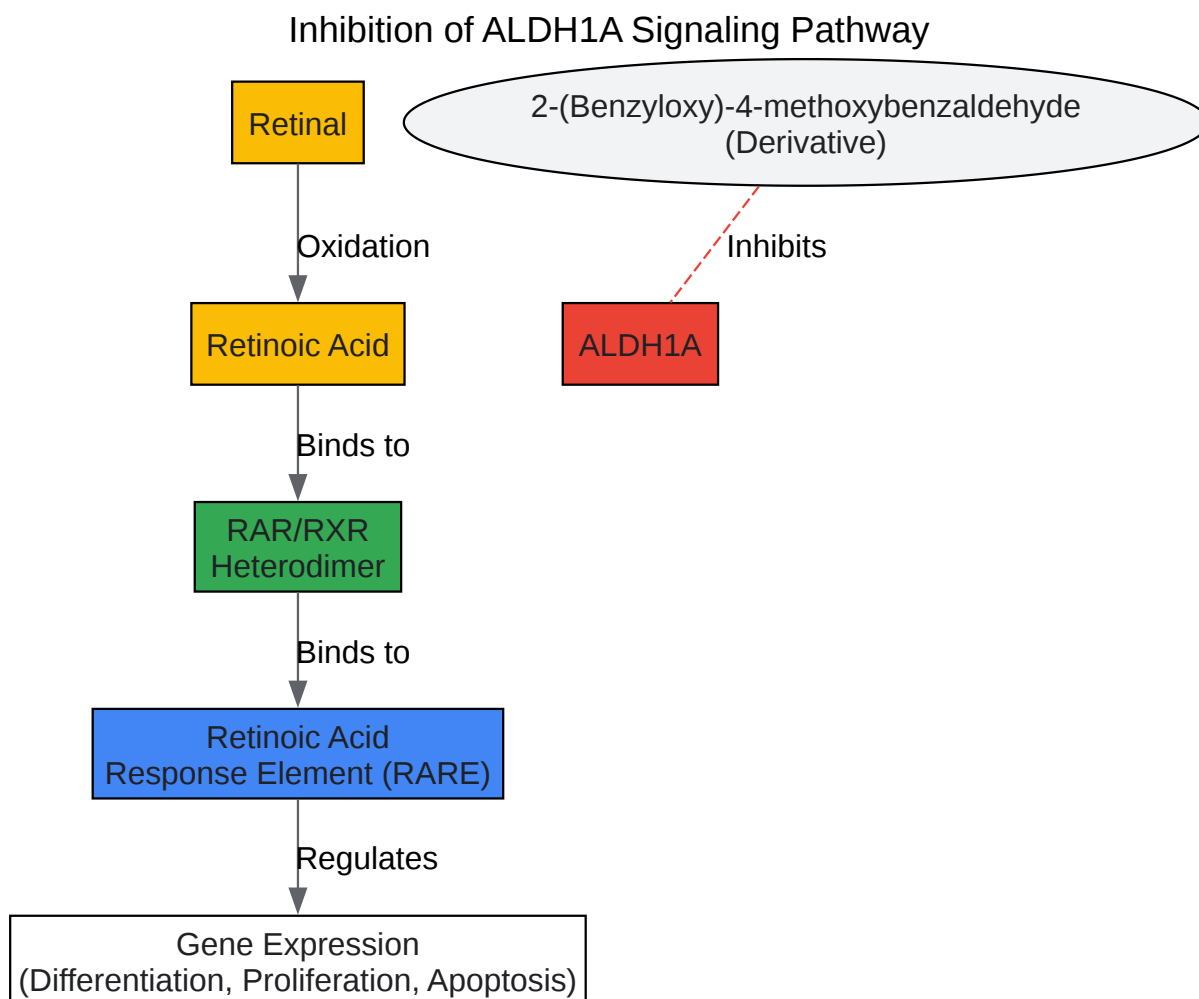 Inhibition of ALDH1A Signaling Pathway
Retinal
2-(Benzyloxy)-4-methoxybenzaldehyde
(Derivative)
Oxidation
Inhibits
Retinoic Acid
ALDH1A
Binds to
RAR/RXR
Heterodimer
Binds to
Retinoic Acid
Response Element (RARE)
Regulates
Gene Expression
(Differentiation, Proliferation, Apoptosis)